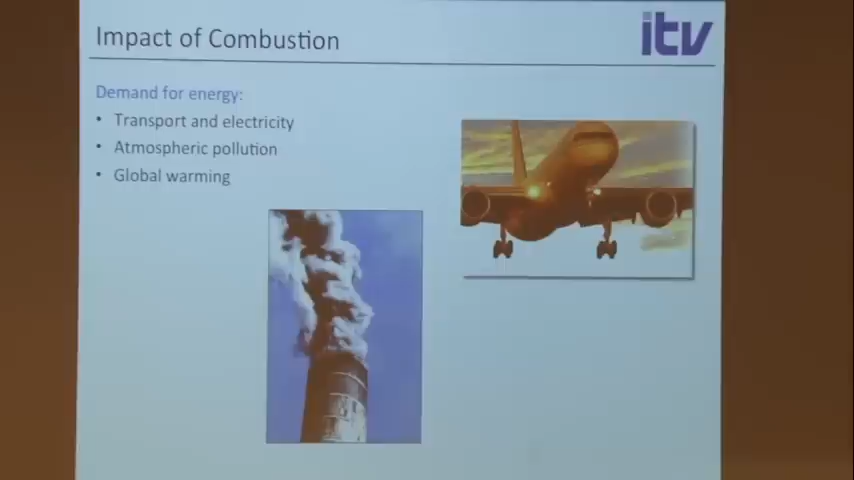 Impact of Combustion
itv
Demand for energy:
• Transport and electricity
• Atmospheric pollution
• Global warming